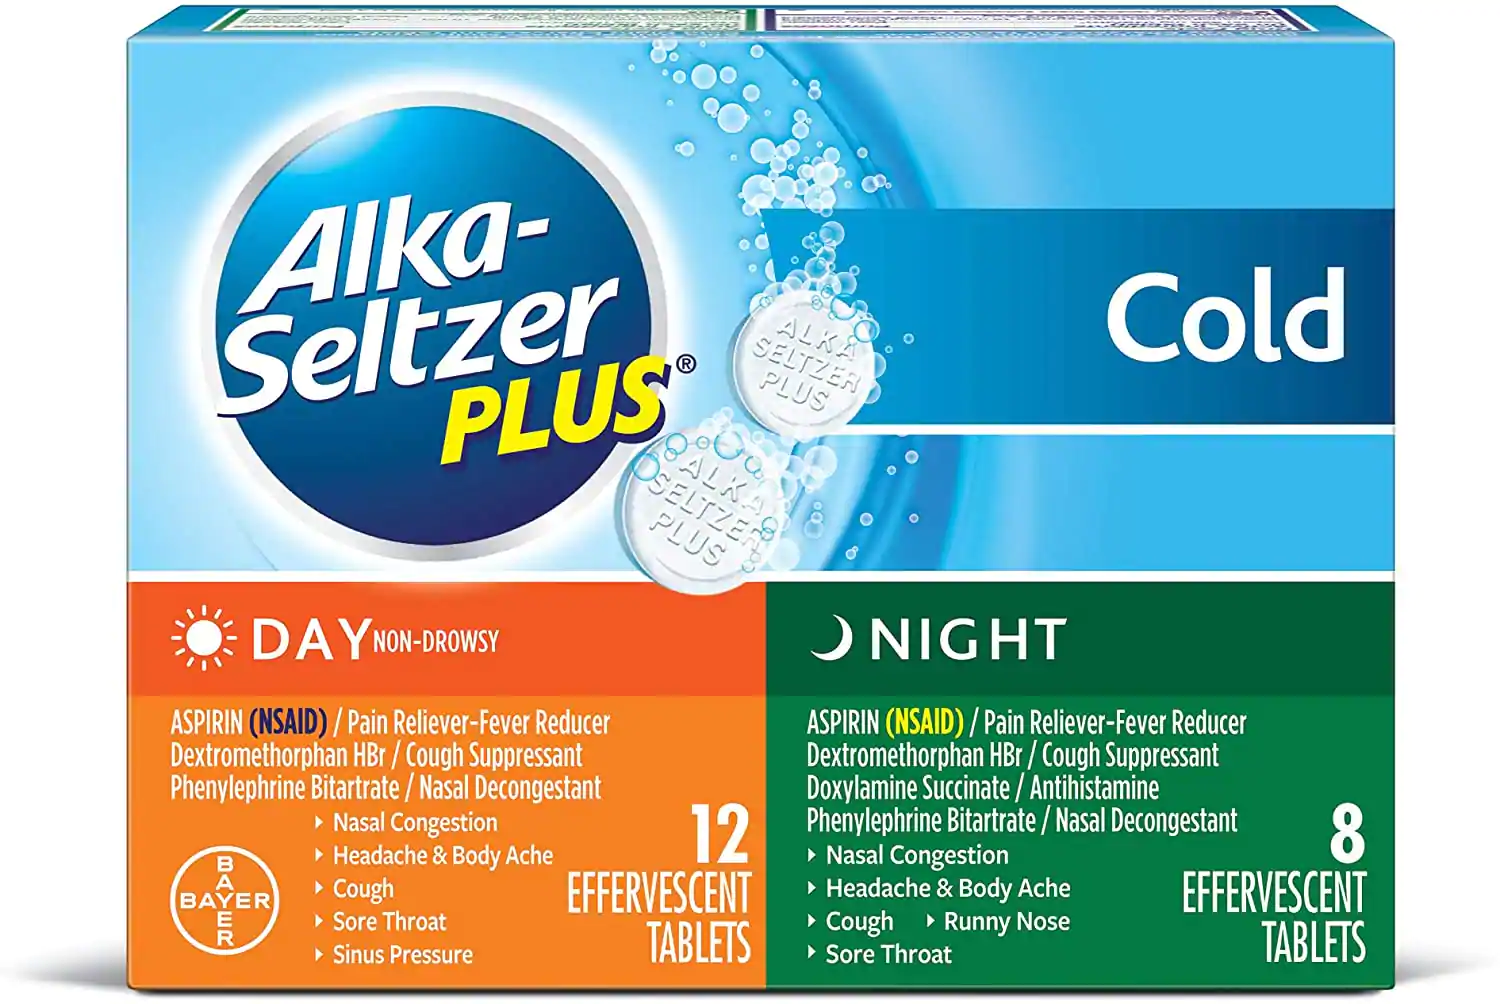 Alka-
Seltzer
PLUS®
Cold
ALKA
SELTZER
PLUS
ALKA
SELTZER
PLUS
DAY NON-DROWSY
ASPIRIN (NSAID) / Pain Reliever-Fever Reducer
Dextromethorphan HBr / Cough Suppressant
Phenylephrine Bitartrate / Nasal Decongestant
Nasal Congestion
Headache & Body Ache
Cough
Sore Throat
Sinus Pressure
BAYER
BAYER
12
EFFERVESCENT
TABLETS
NIGHT
ASPIRIN (NSAID) / Pain Reliever-Fever Reducer
Dextromethorphan HBr / Cough Suppressant
Doxylamine Succinate / Antihistamine
Phenylephrine Bitartrate / Nasal Decongestant
Nasal Congestion
Headache & Body Ache
Cough Runny Nose
Sore Throat
8
EFFERVESCENT
TABLETS